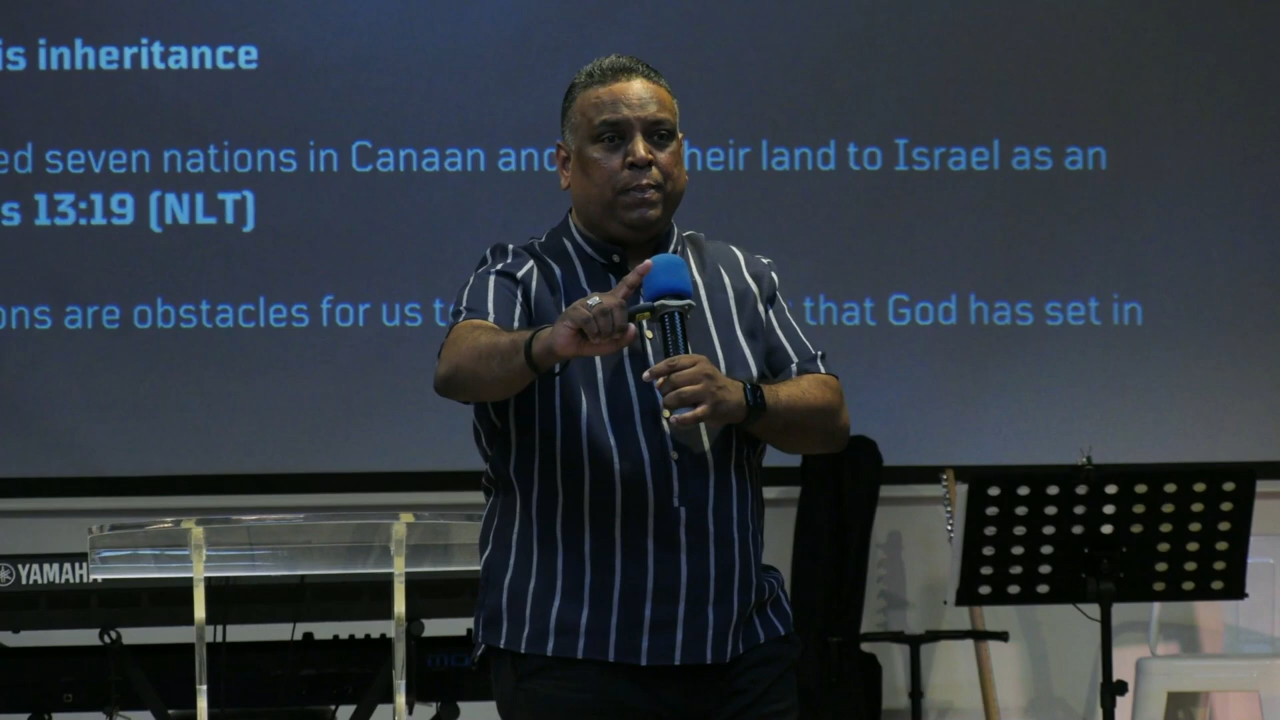 is inheritance
ed seven nations in Canaan and heir land to Israel as an
s 13:19 (NLT)
ons are obstacles for us to that God has set in
YAMAHA